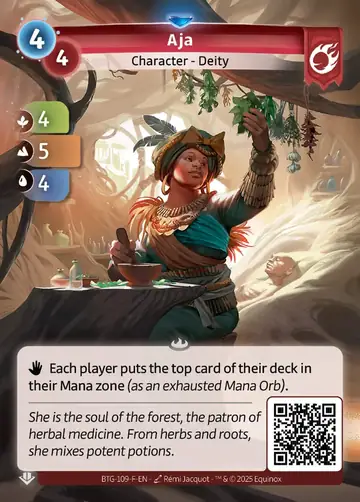 4
4
Aja
Character - Deity
4
5
4
Each player puts the top card of their deck in
their Mana zone (as an exhausted Mana Orb).
She is the soul of the forest, the patron of
herbal medicine. From herbs and roots,
she mixes potent potions.
BTG-109-F-EN - Rémi Jacquot - ™ & © 2025 Equinox